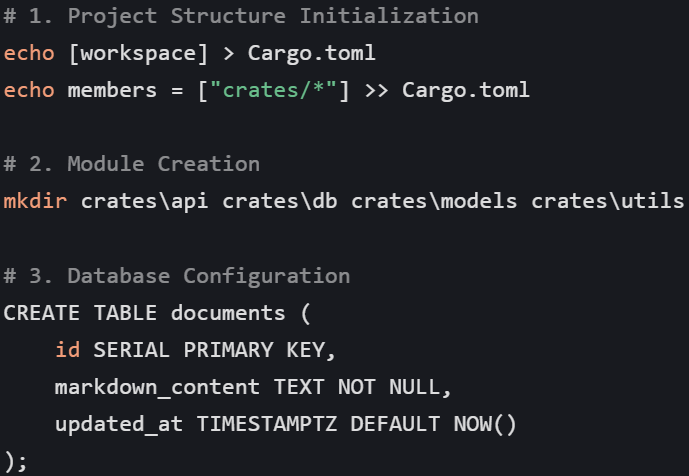 # 1. Project Structure Initialization
echo [workspace] > Cargo.toml
echo members = ["crates/*"] >> Cargo.toml

# 2. Module Creation
mkdir crates\api crates\db crates\models crates\utils

# 3. Database Configuration
CREATE TABLE documents (
    id SERIAL PRIMARY KEY,
    markdown_content TEXT NOT NULL,
    updated_at TIMESTAMPTZ DEFAULT NOW()
);